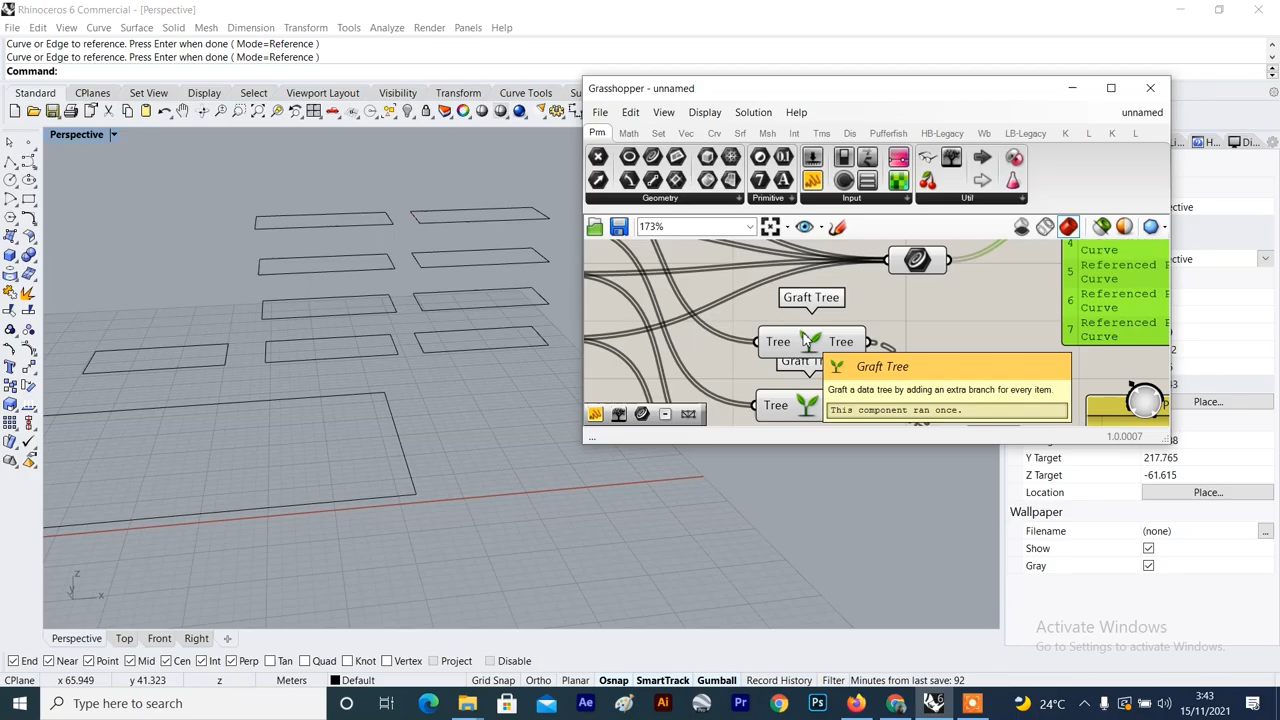 Rhinoceros 6 Commercial - [Perspective]
File Edit View Curve Surface Solid Mesh Dimension Transform Tools Analyze Render Panels Help
Curve or Edge to reference. Press Enter when done ( Mode=Reference )
Curve or Edge to reference. Press Enter when done ( Mode=Reference )
Command:
Standard CPlanes Set View Display Select Viewport Layout Visibility Transform Curve Tools
Perspective
Grasshopper - unnamed
File Edit View Display Solution Help unnamed
Prm Math Set Vec Crv Srf Msh Int Trns Dis Pufferfish HB-Legacy Wb LB-Legacy K L K L
Geometry Primitive Input Util
173%
4
Curve
5 Referenced
Curve
6 Referenced
Curve
7 Referenced
Curve
Graft Tree
Tree Tree
Graft Tree
Graft a data tree by adding an extra branch for every item.
This component ran once.
Tree
...
1.0.0007
Place...
Y Target 217.765
Z Target -61.615
Location Place...
Wallpaper
Filename (none) ...
Show
Gray
z
y
x
Activate Windows
Go to Settings to activate Windows.
Perspective Top Front Right
End Near Point Mid Cen Int Perp Tan Quad Knot Vertex Project Disable
CPlane x 65.949 y 41.323 z Meters Default Grid Snap Ortho Planar Osnap SmartTrack Gumball Record History Filter Minutes from last save: 92
Type here to search
24°C
3:43
15/11/2021